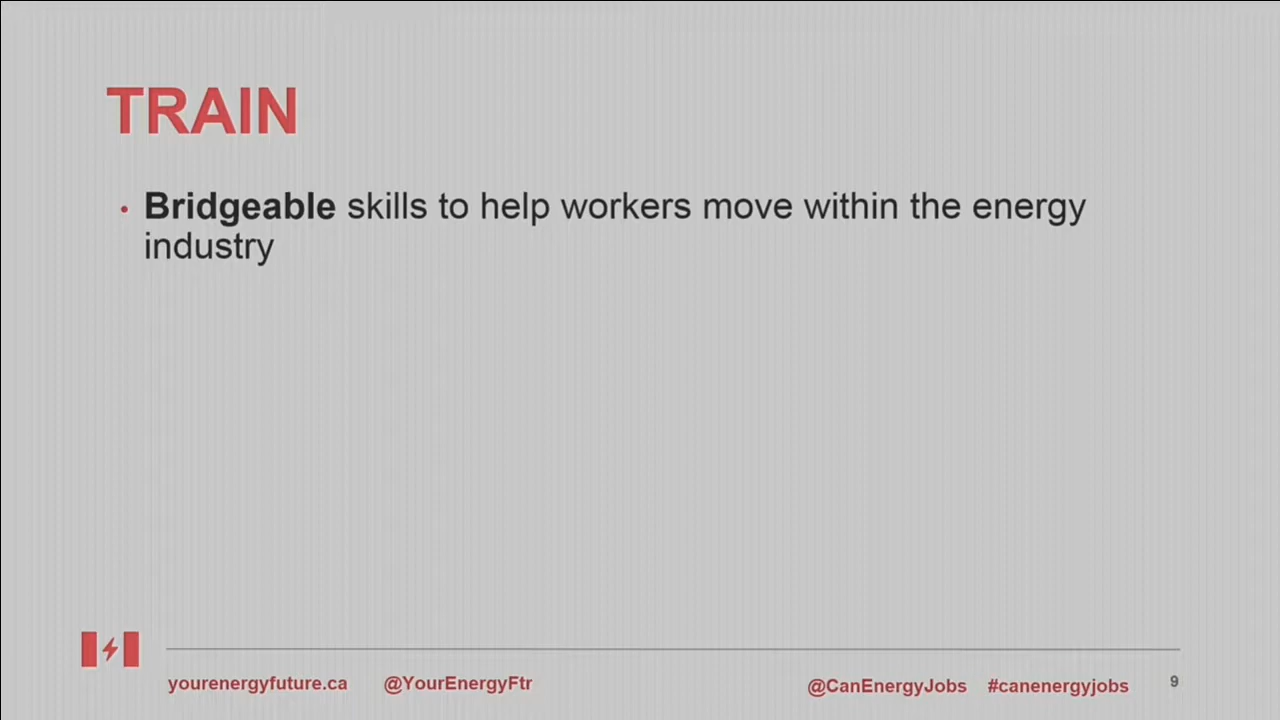 TRAIN
• Bridgeable skills to help workers move within the energy
industry
yourenergyfuture.ca @YourEnergyFtr @CanEnergyJobs #canenergyjobs 9